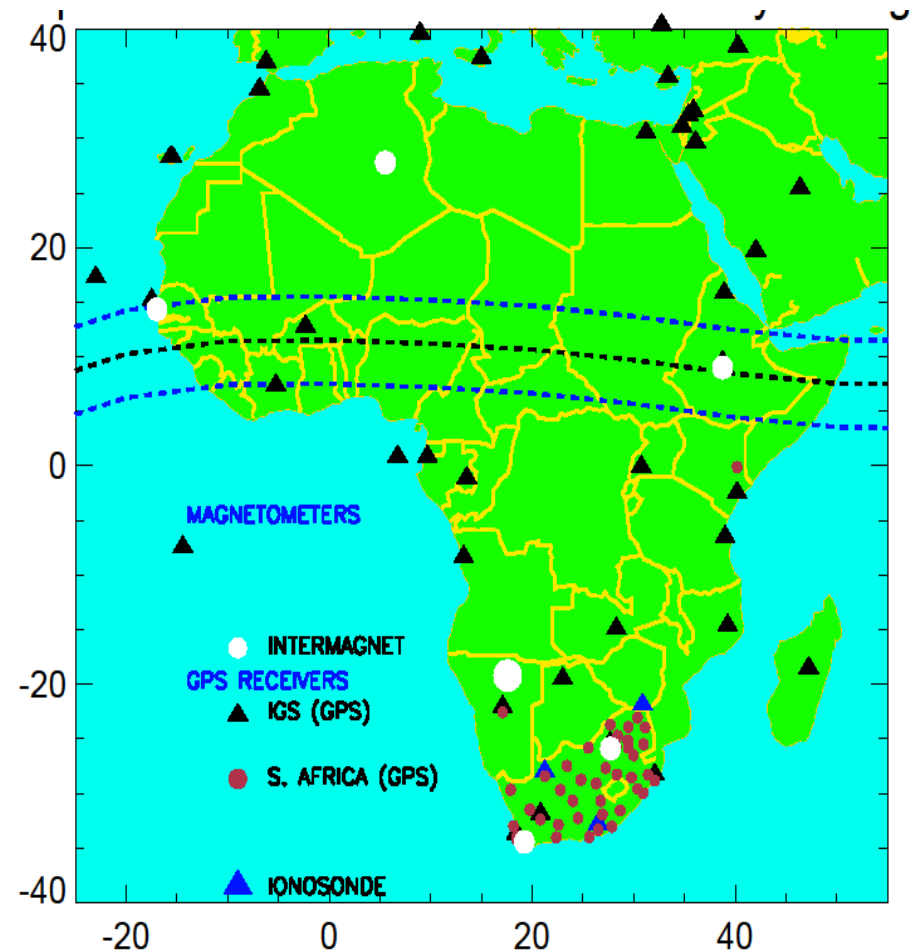 40
20
0
-20
-40
MAGNETOMETERS
INTERMAGNET
GPS RECEIVERS
IGS (GPS)
S. AFRICA (GPS)
IONOSONDE
-20 0 20 40